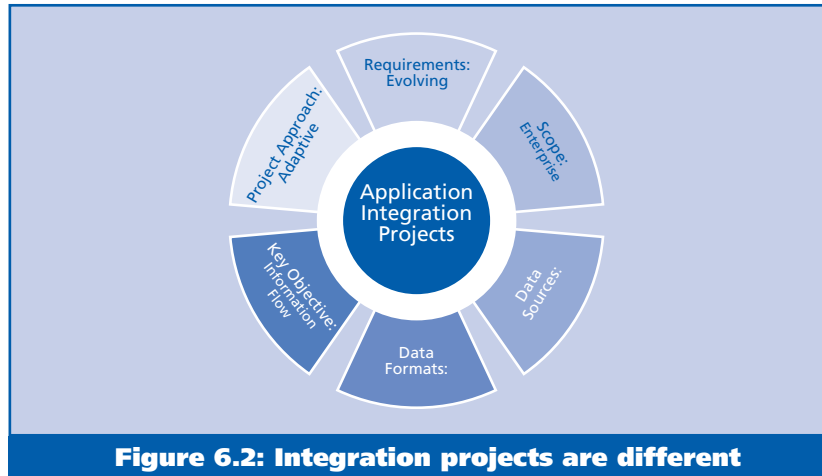 Requirements:
Evolving
Scope:
Enterprise
Data
Sources:
Data
Formats:
Key Objective:
Information
Flow
Project Approach:
Adaptive
Application
Integration
Projects
Figure 6.2: Integration projects are different